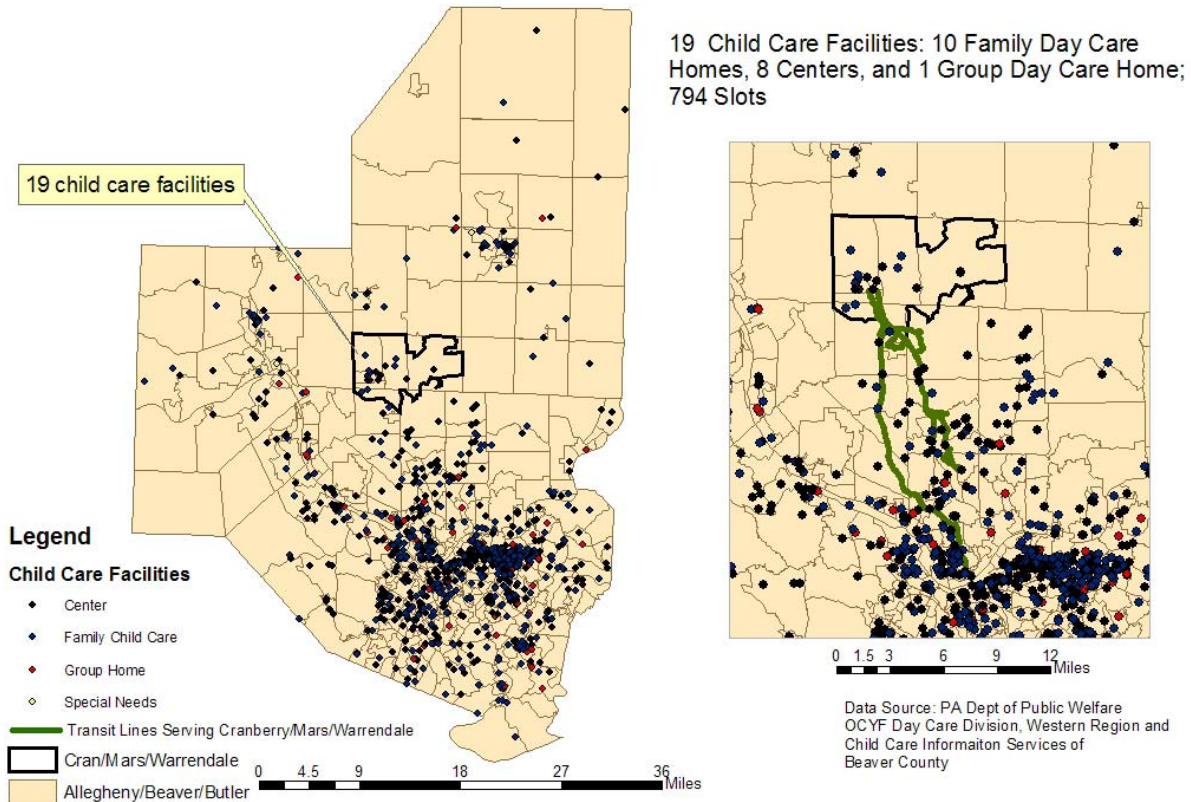 19 Child Care Facilities: 10 Family Day Care
Homes, 8 Centers, and 1 Group Day Care Home;
794 Slots
19 child care facilities
Legend
Child Care Facilities
Center
Family Child Care
Group Home
Special Needs
Transit Lines Serving Cranberry/Mars/Warrendale
Cran/Mars/Warrendale
Allegheny/Beaver/Butler
0 4.5 9 18 27 36
Miles
0 1.5 3 6 9 12
Miles
Data Source: PA Dept of Public Welfare
OCYF Day Care Division, Western Region and
Child Care Informaiton Services of
Beaver County